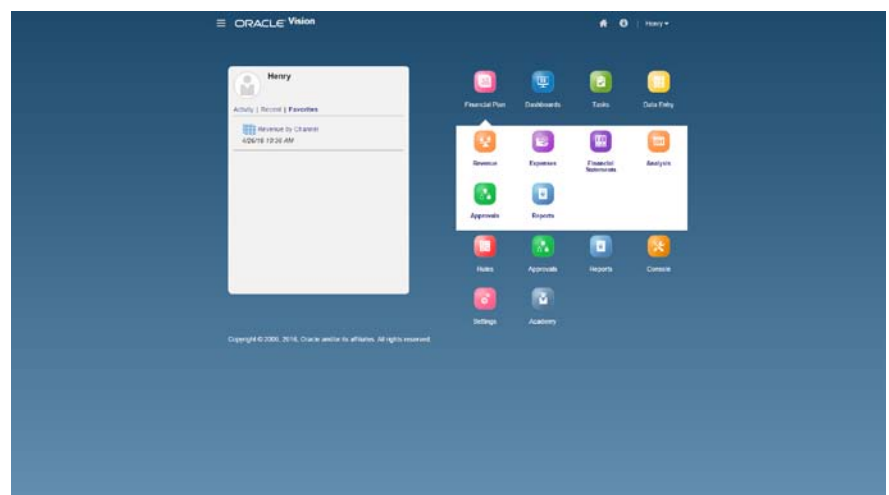 ORACLE Vision
Henry
Henry
Activity | Recent | Favorites
Revenue by Channel
4/26/16 10:36 AM
Financial Plan Dashboards Tasks Data Entry
Revenue Expenses Financial Statements Analysis
Approvals Reports
Rules Approvals Reports Console
Settings Academy
Copyright © 2000, 2016, Oracle and/or its affiliates. All rights reserved.